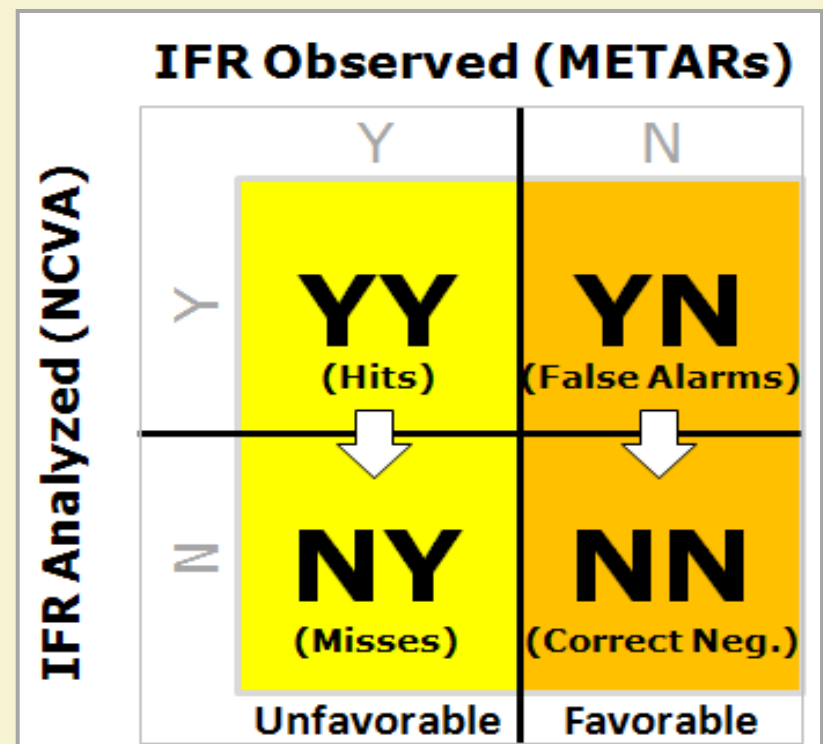 IFR Observed (METARs)
Y N
IFR Analyzed (NCVA)
Y
YY YN
(Hits) (False Alarms)
N
NY NN
(Misses) (Correct Neg.)
Unfavorable Favorable